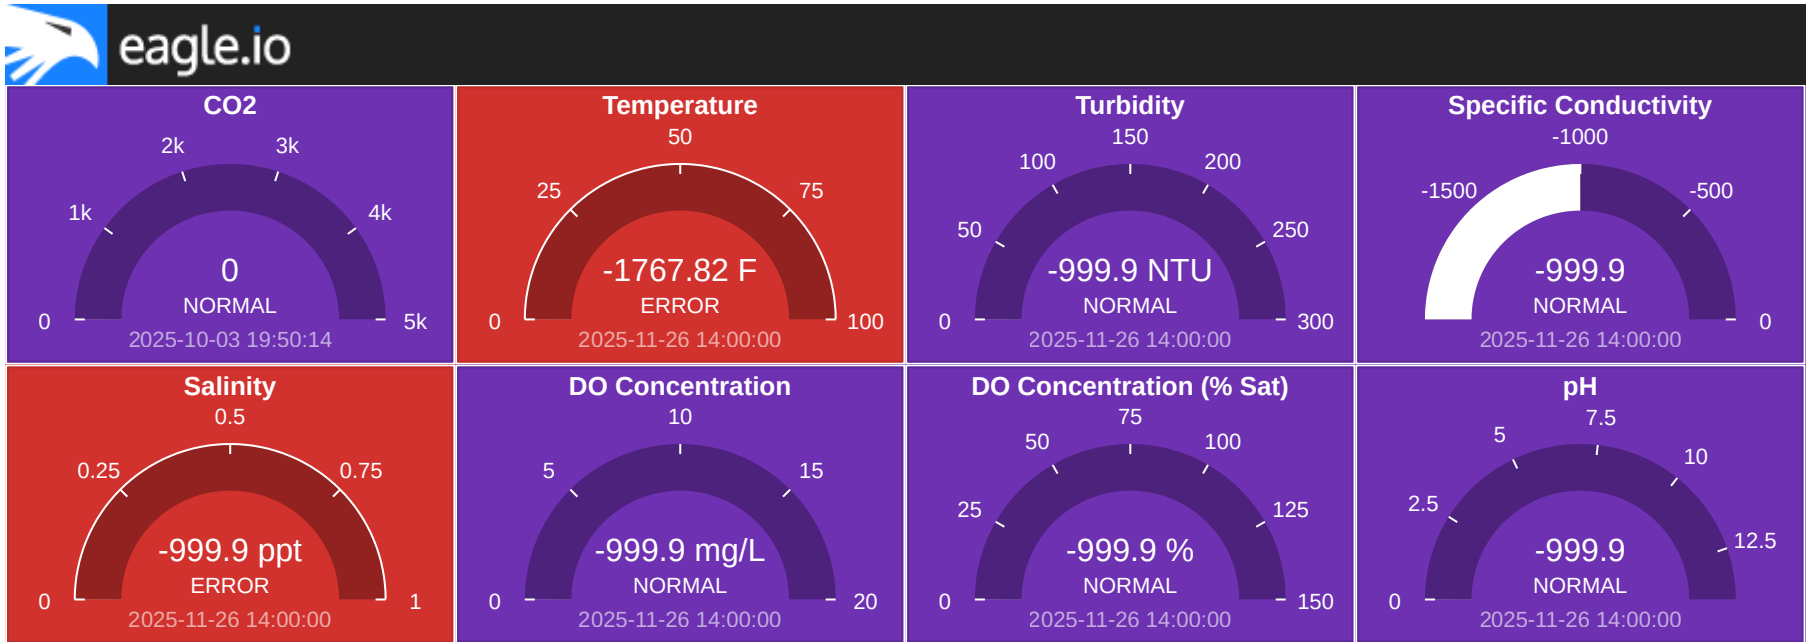 eagle.io
CO2
0
1k
2k
3k
4k
5k
0
NORMAL
2025-10-03 19:50:14
Temperature
0
25
50
75
100
-1767.82 F
ERROR
2025-11-26 14:00:00
Turbidity
0
50
100
150
200
250
300
-999.9 NTU
NORMAL
2025-11-26 14:00:00
Specific Conductivity
-1500
-1000
-500
0
-999.9
NORMAL
2025-11-26 14:00:00
Salinity
0
0.25
0.5
0.75
1
-999.9 ppt
ERROR
2025-11-26 14:00:00
DO Concentration
0
5
10
15
20
-999.9 mg/L
NORMAL
2025-11-26 14:00:00
DO Concentration (% Sat)
0
25
50
75
100
125
150
-999.9 %
NORMAL
2025-11-26 14:00:00
pH
0
2.5
5
7.5
10
12.5
-999.9
NORMAL
2025-11-26 14:00:00